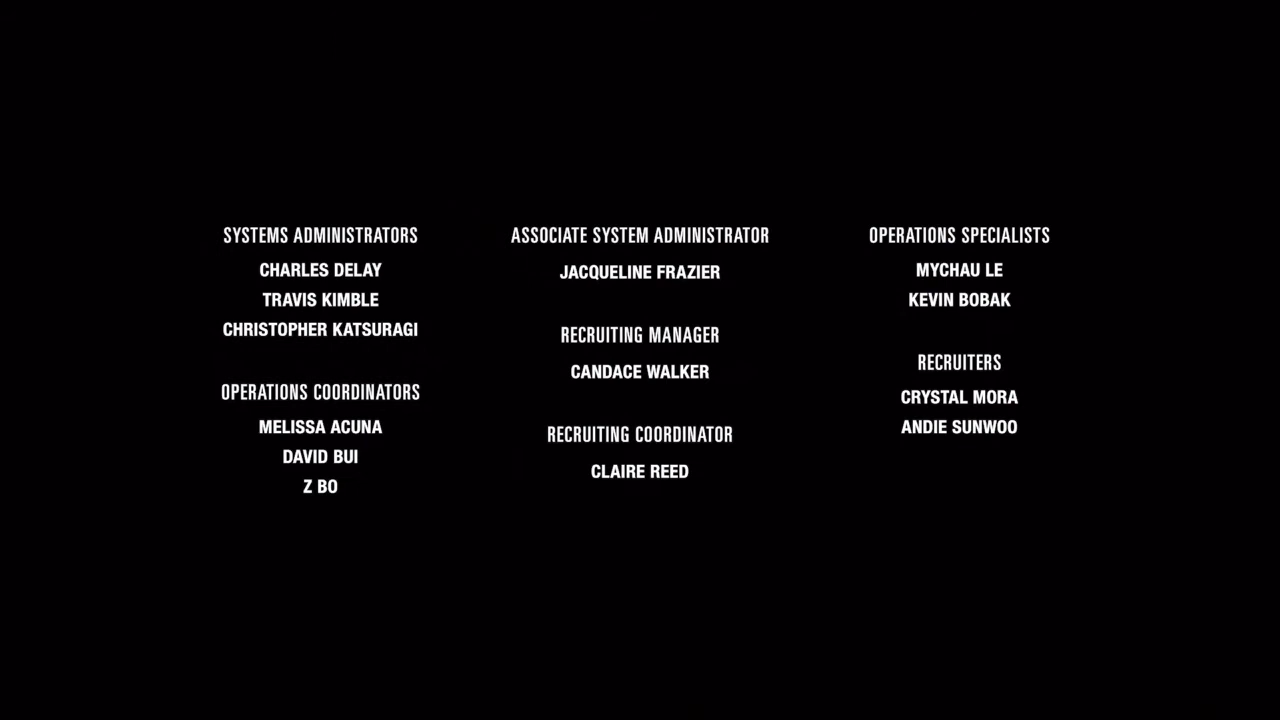 SYSTEMS ADMINISTRATORS
CHARLES DELAY
TRAVIS KIMBLE
CHRISTOPHER KATSURAGI
OPERATIONS COORDINATORS
MELISSA ACUNA
DAVID BUI
Z BO
ASSOCIATE SYSTEM ADMINISTRATOR
JACQUELINE FRAZIER
RECRUITING MANAGER
CANDACE WALKER
RECRUITING COORDINATOR
CLAIRE REED
OPERATIONS SPECIALISTS
MYCHAU LE
KEVIN BOBAK
RECRUITERS
CRYSTAL MORA
ANDIE SUNWOO